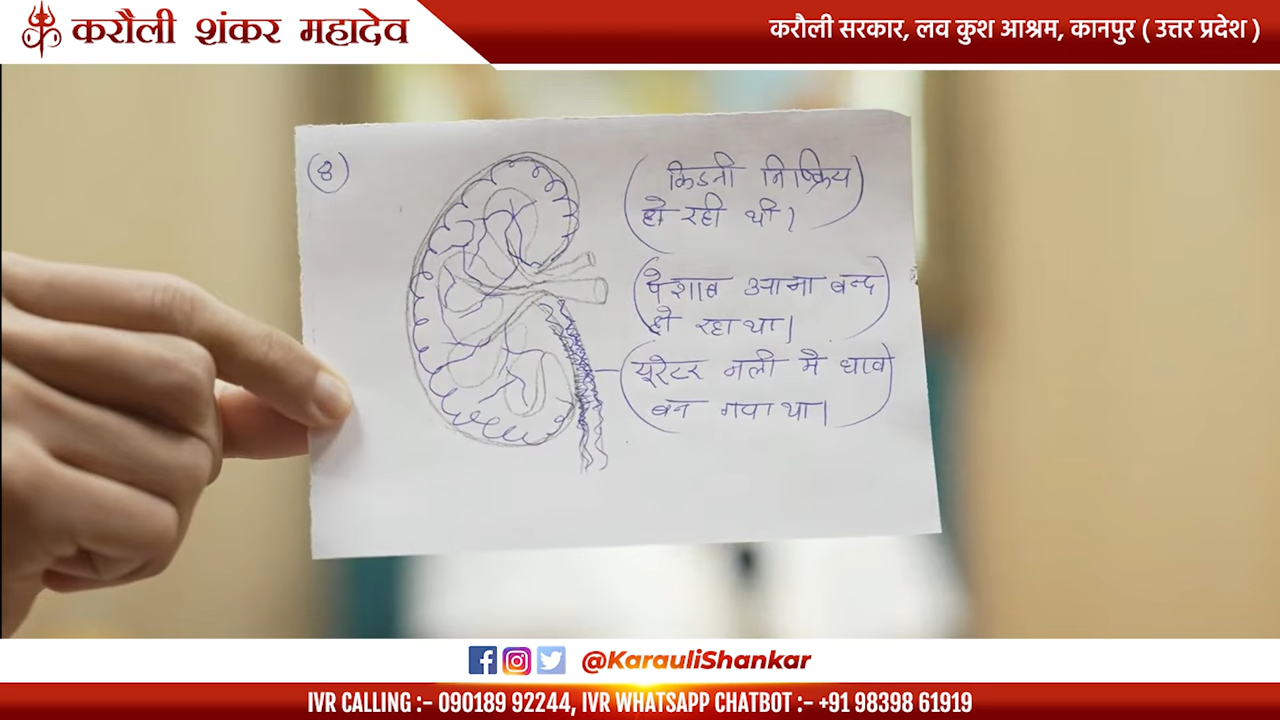 करौली शंकर महादेव
करौली सरकार, लव कुश आश्रम, कानपुर ( उत्तर प्रदेश )
(3)
(किडनी निष्क्रिय
हो रही थी।)
(पेशाब आना बन्द
हो रहा था।)
(यूरेटर नली मे घाव
बन गया था।)
@KarauliShankar
IVR CALLING :- 090189 92244, IVR WHATSAPP CHATBOT :- +91 98398 61919